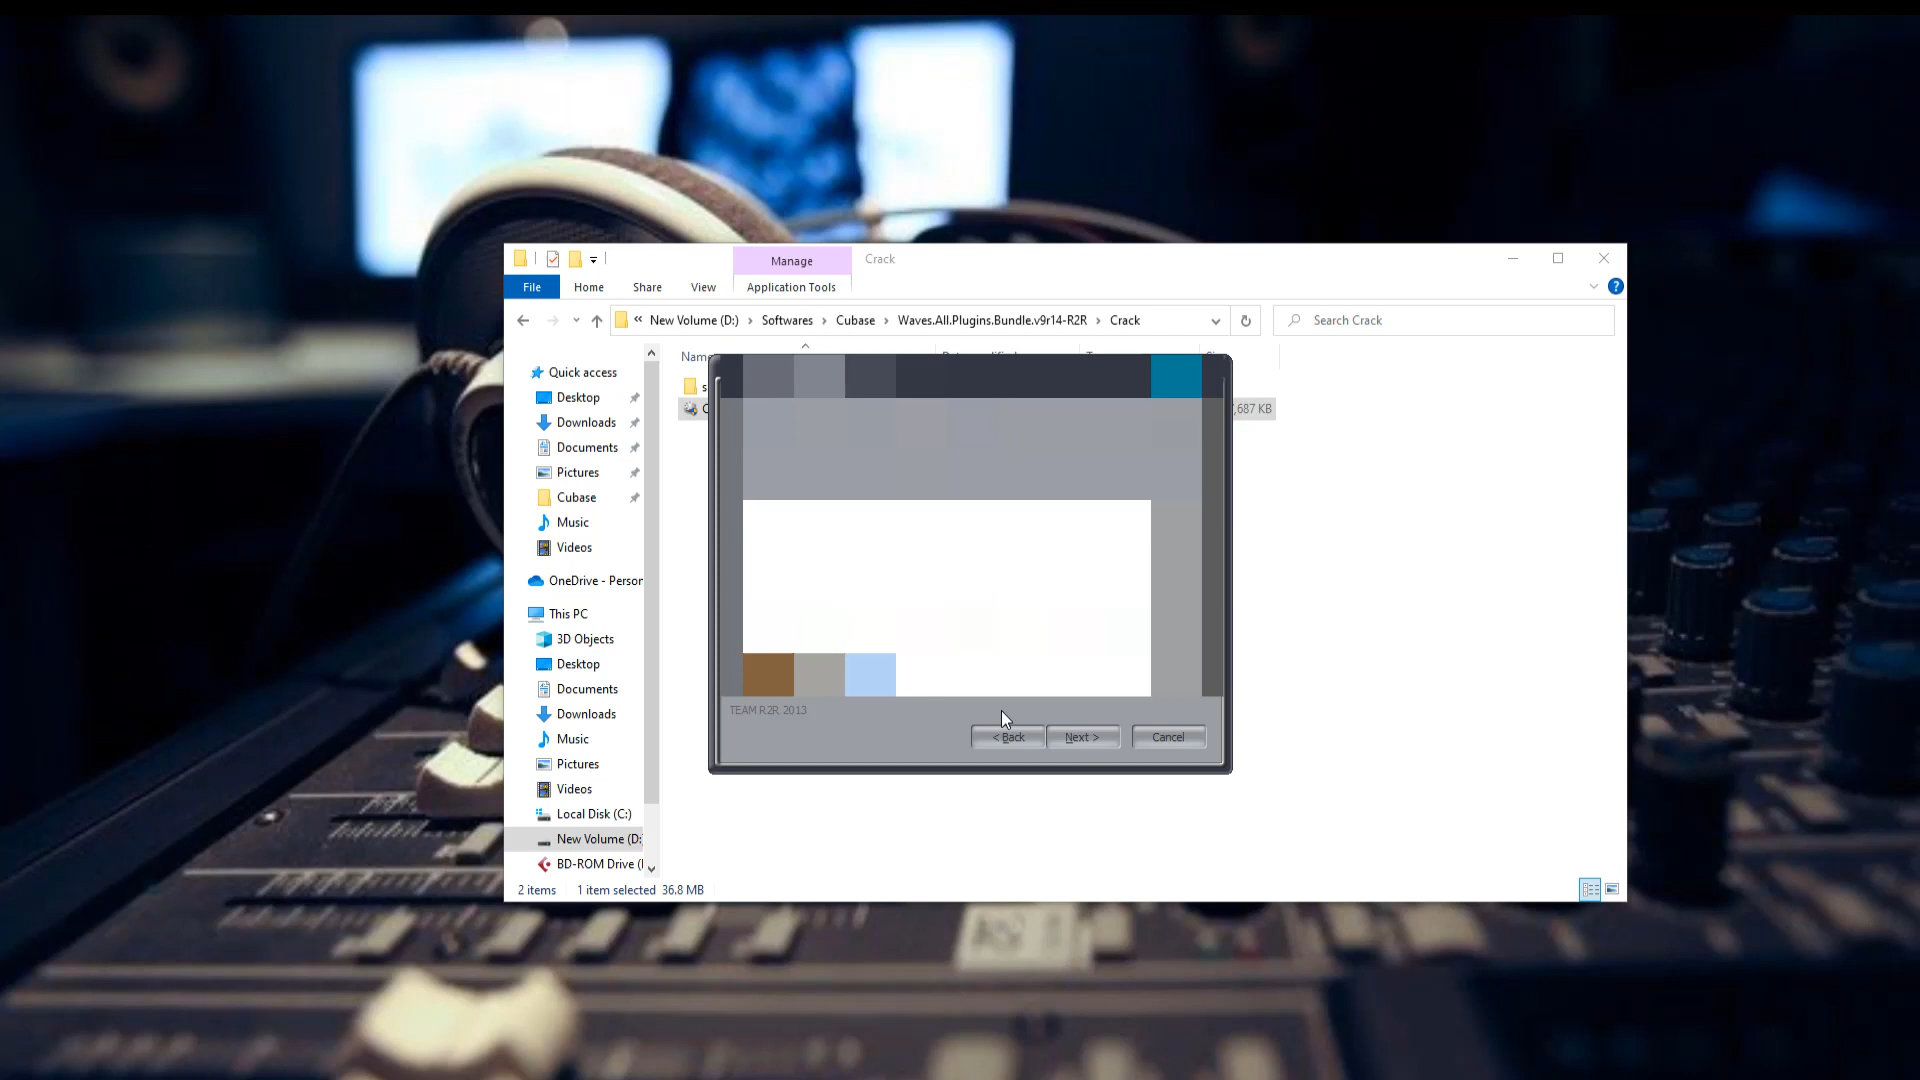 Manage
Crack
File
Home
Share
View
Application Tools
« New Volume (D:) › Softwares › Cubase › Waves.All.Plugins.Bundle.v9r14-R2R › Crack
Search Crack
Quick access
Desktop
Downloads
Documents
Pictures
Cubase
Music
Videos
OneDrive - Person
This PC
3D Objects
Desktop
Documents
Downloads
Music
Pictures
Videos
Local Disk (C:)
New Volume (D:
BD-ROM Drive (
687 KB
TEAM R2R 2013
< Back
Next >
Cancel
2 items
1 item selected 36.8 MB